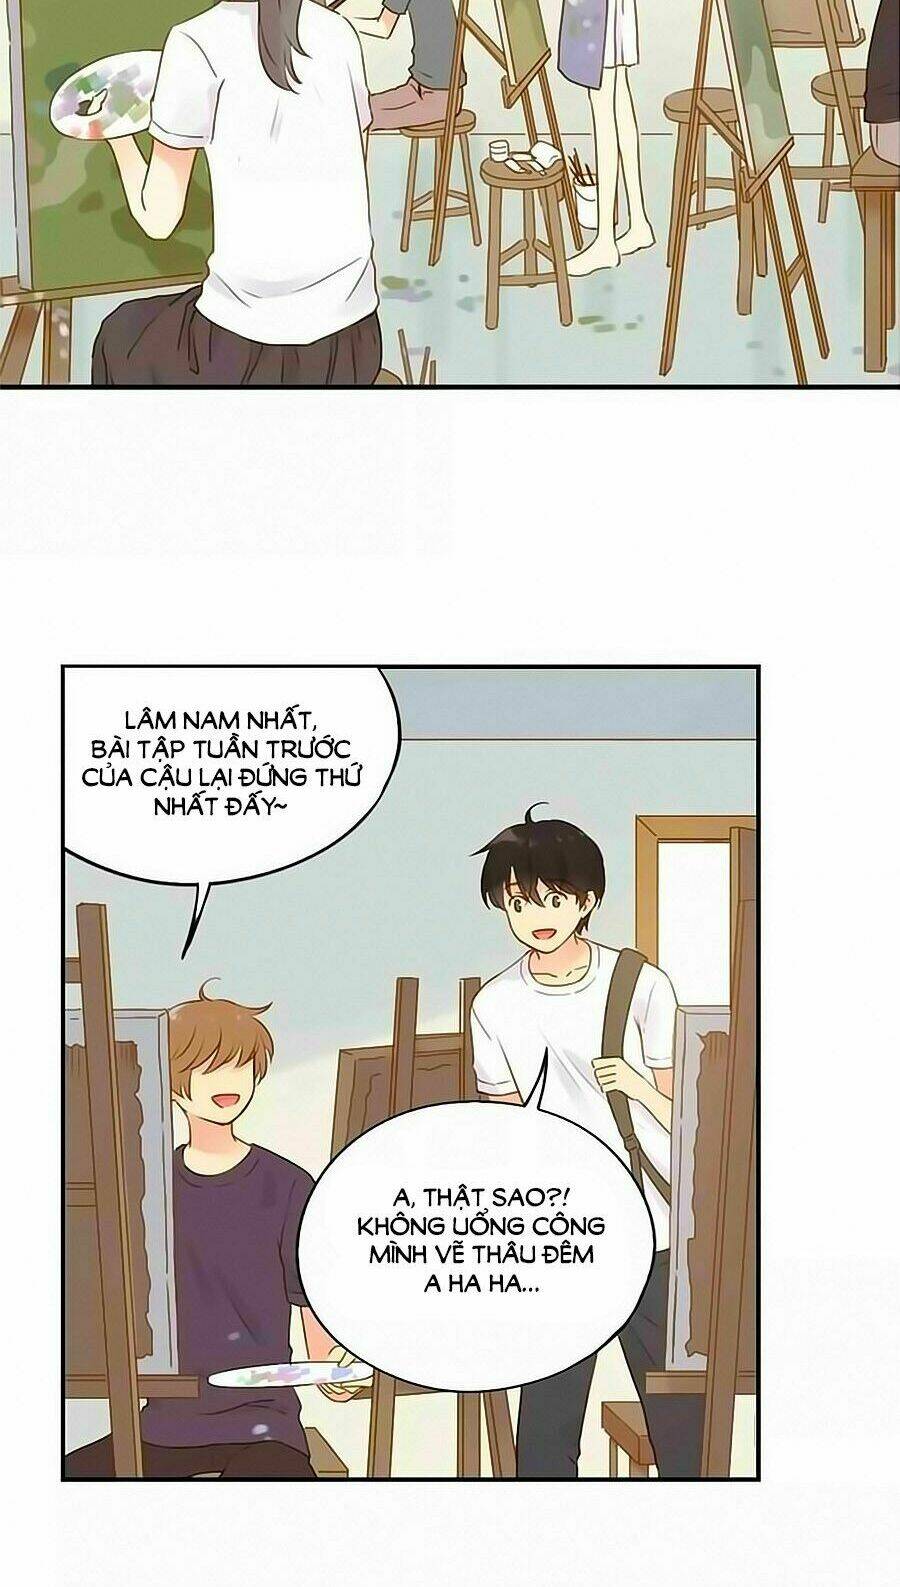 LÂM NAM NHẤT,
BÀI TẬP TUẦN TRƯỚC
CỦA CẬU LẠI ĐỨNG THỨ
NHẤT ĐẤY~
A, THẬT SAO?!
KHÔNG UỔNG CÔNG
MÌNH VẼ THÂU ĐÊM
A HA HA...